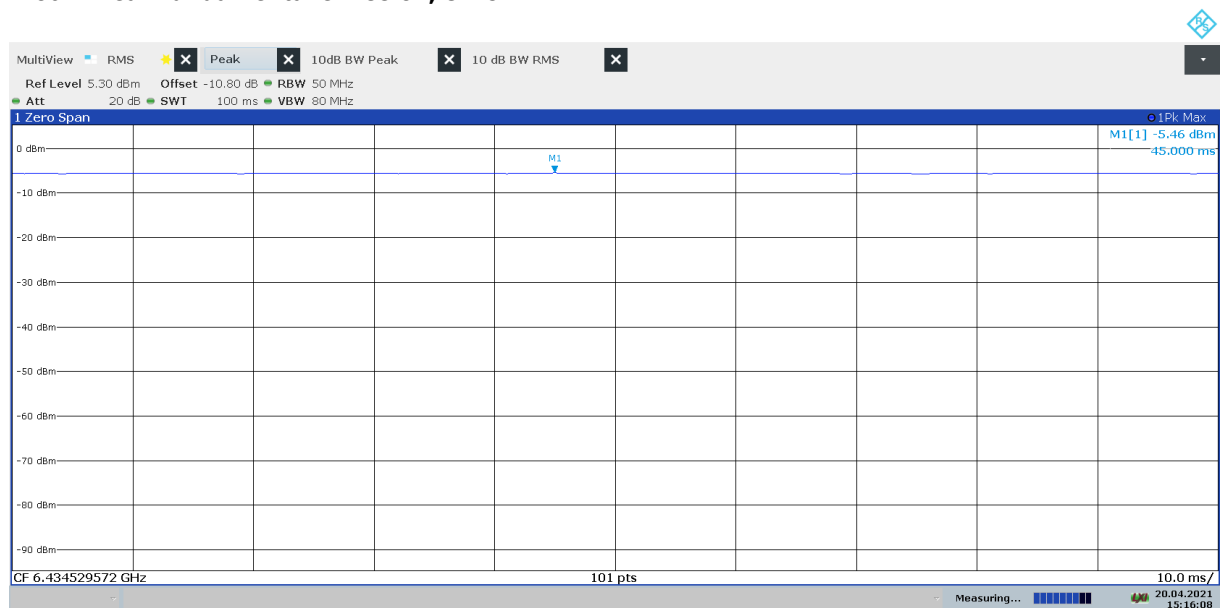 MultiView RMS Peak 10dB BW Peak 10 dB BW RMS
Ref Level 5.30 dBm Offset -10.80 dB RBW 50 MHz
Att 20 dB SWT 100 ms VBW 80 MHz
1 Zero Span 1Pk Max
M1[1] -5.46 dBm
45.000 ms
0 dBm
M1
-10 dBm
-20 dBm
-30 dBm
-40 dBm
-50 dBm
-60 dBm
-70 dBm
-80 dBm
-90 dBm
CF 6.434529572 GHz 101 pts 10.0 ms/
Measuring... LXI 20.04.2021
15:16:08